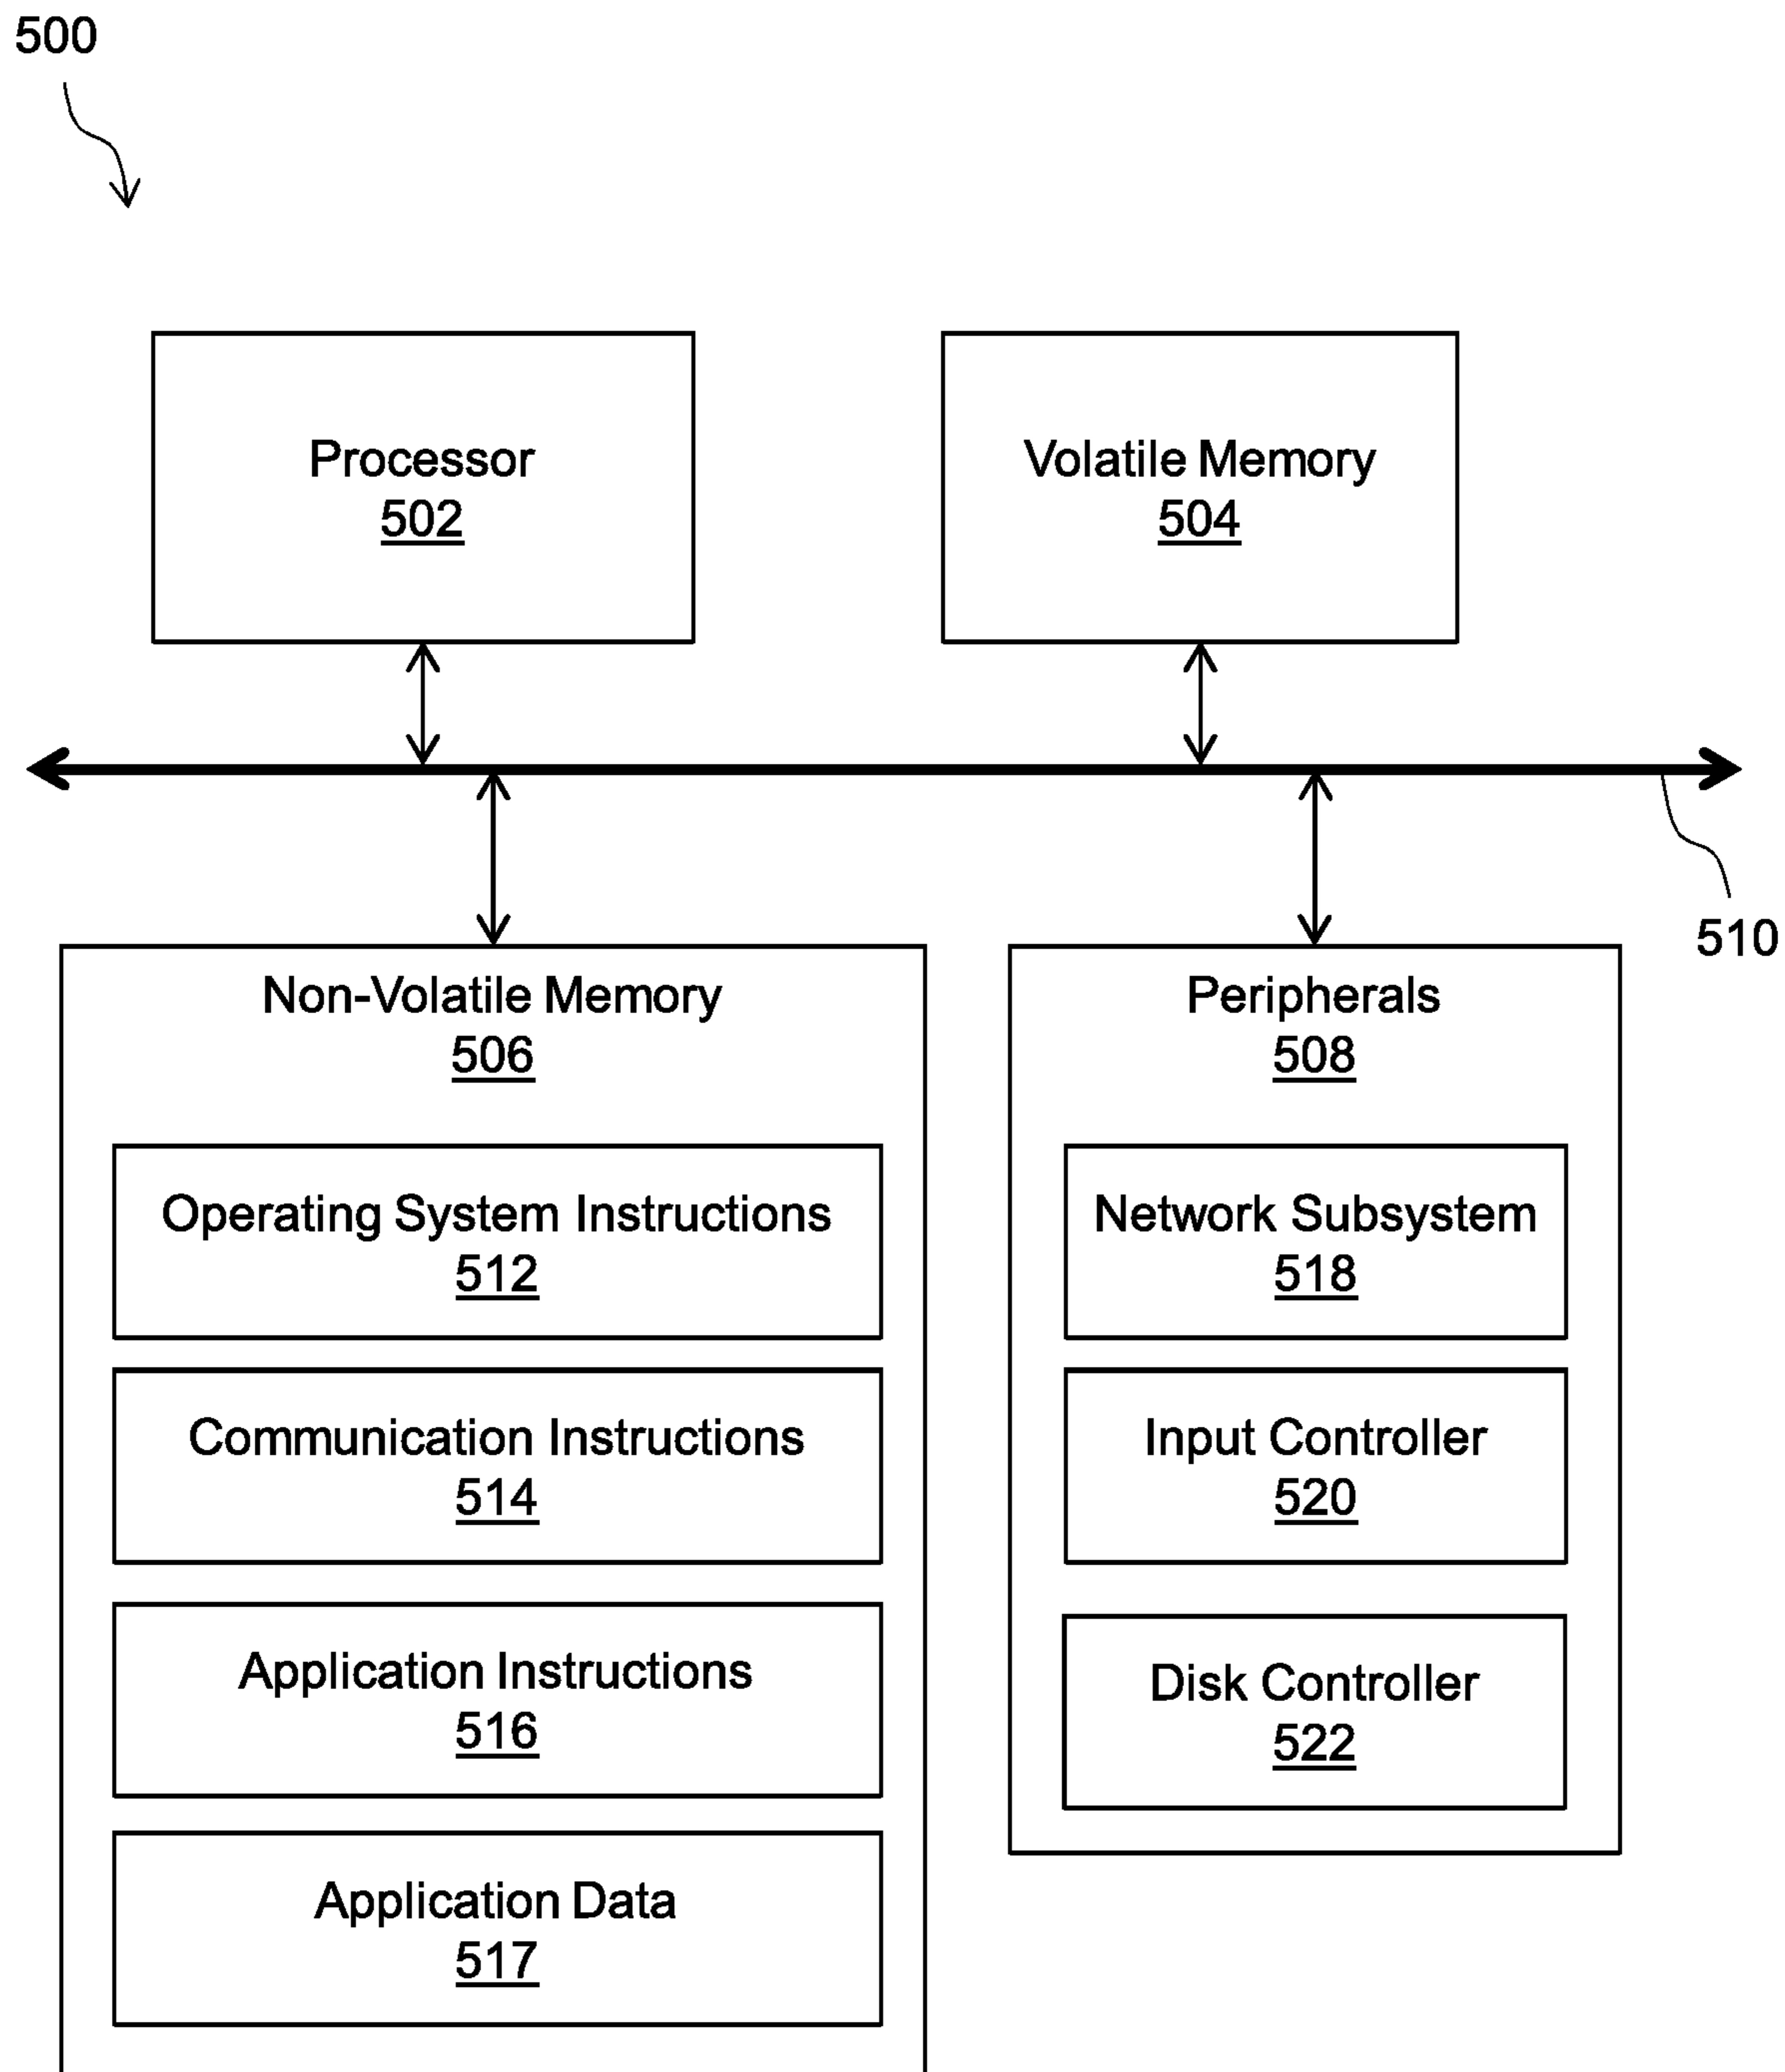 500
Processor
502
Volatile Memory
504
510
Non-Volatile Memory
506
Operating System Instructions
512
Communication Instructions
514
Application Instructions
516
Application Data
517
Peripherals
508
Network Subsystem
518
Input Controller
520
Disk Controller
522